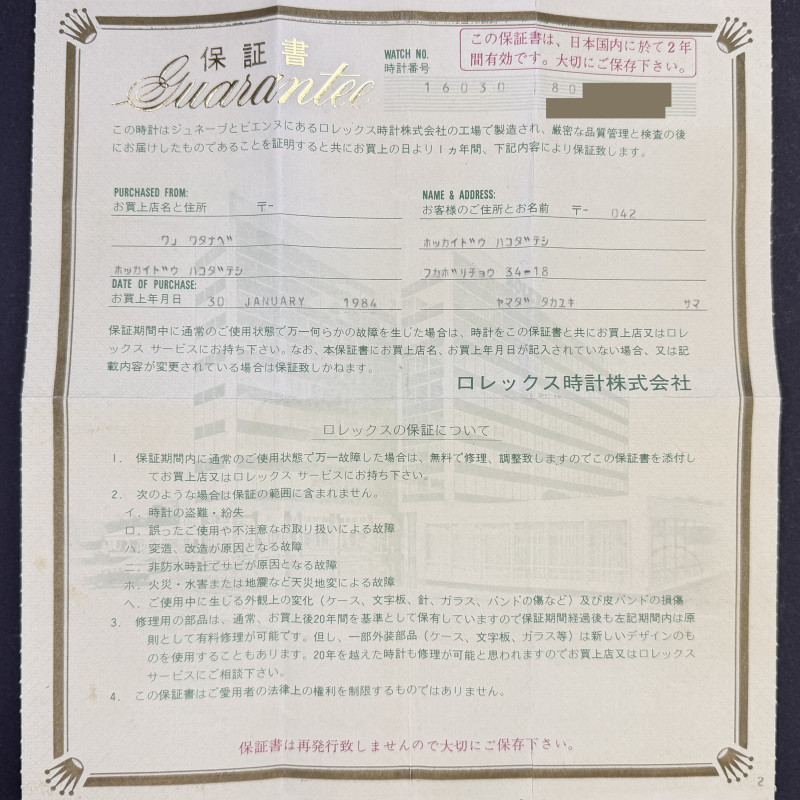 保証書
Guarantee
WATCH NO.
時計番号
この保証書は、日本国内に於て2年
間有効です。大切にご保存下さい。
16030 80
この時計はジュネーブとビエンヌにあるロレックス時計株式会社の工場で製造され、厳密な品質管理と検査の後
にお届けしたものであることを証明すると共にお買上の日より1ヵ年間、下記内容により保証致します。
PURCHASED FROM:
お買上店名と住所 〒-
ワ」 ワタナベ
ホッカイドウ ハコダテシ
DATE OF PURCHASE:
お買上年月日 30 JANUARY 1984
NAME & ADDRESS:
お客様のご住所とお名前 〒- 042
ホッカイドウ ハコダテシ
フカボリチョウ 34-18
ヤマダ タカユキ サマ
保証期間中に通常のご使用状態で万一何らかの故障を生じた場合は、時計をこの保証書と共にお買上店又はロレ
ックス サービスにお持ち下さい。なお、本保証書にお買上店名、お買上年月日が記入されていない場合、又は記
載内容が変更されている場合は保証致しかねます。
ロレックス時計株式会社
ロレックスの保証について
1. 保証期間内に通常のご使用状態で万一故障した場合は、無料で修理、調整致しますのでこの保証書を添付し
てお買上店又はロレックス サービスにお持ち下さい。
2. 次のような場合は保証の範囲に含まれません。
イ. 時計の盗難・紛失
ロ. 誤ったご使用や不注意なお取り扱いによる故障
ハ. 変造、改造が原因となる故障
ニ. 非防水時計でサビが原因となる故障
ホ. 火災・水害または地震など天災地変による故障
ヘ. ご使用中に生じる外観上の変化（ケース、文字板、針、ガラス、バンドの傷など）及び皮バンドの損傷
3. 修理用の部品は、通常、お買上後20年間を基準として保有していますので保証期間経過後も左記期間内は原
則として有料修理が可能です。但し、一部外装部品（ケース、文字板、ガラス等）は新しいデザインのも
のを使用することもあります。20年を越えた時計も修理が可能と思われますのでお買上店又はロレックス
サービスにご相談下さい。
4. この保証書はご愛用者の法律上の権利を制限するものではありません。
保証書は再発行致しませんので大切にご保存下さい。
2